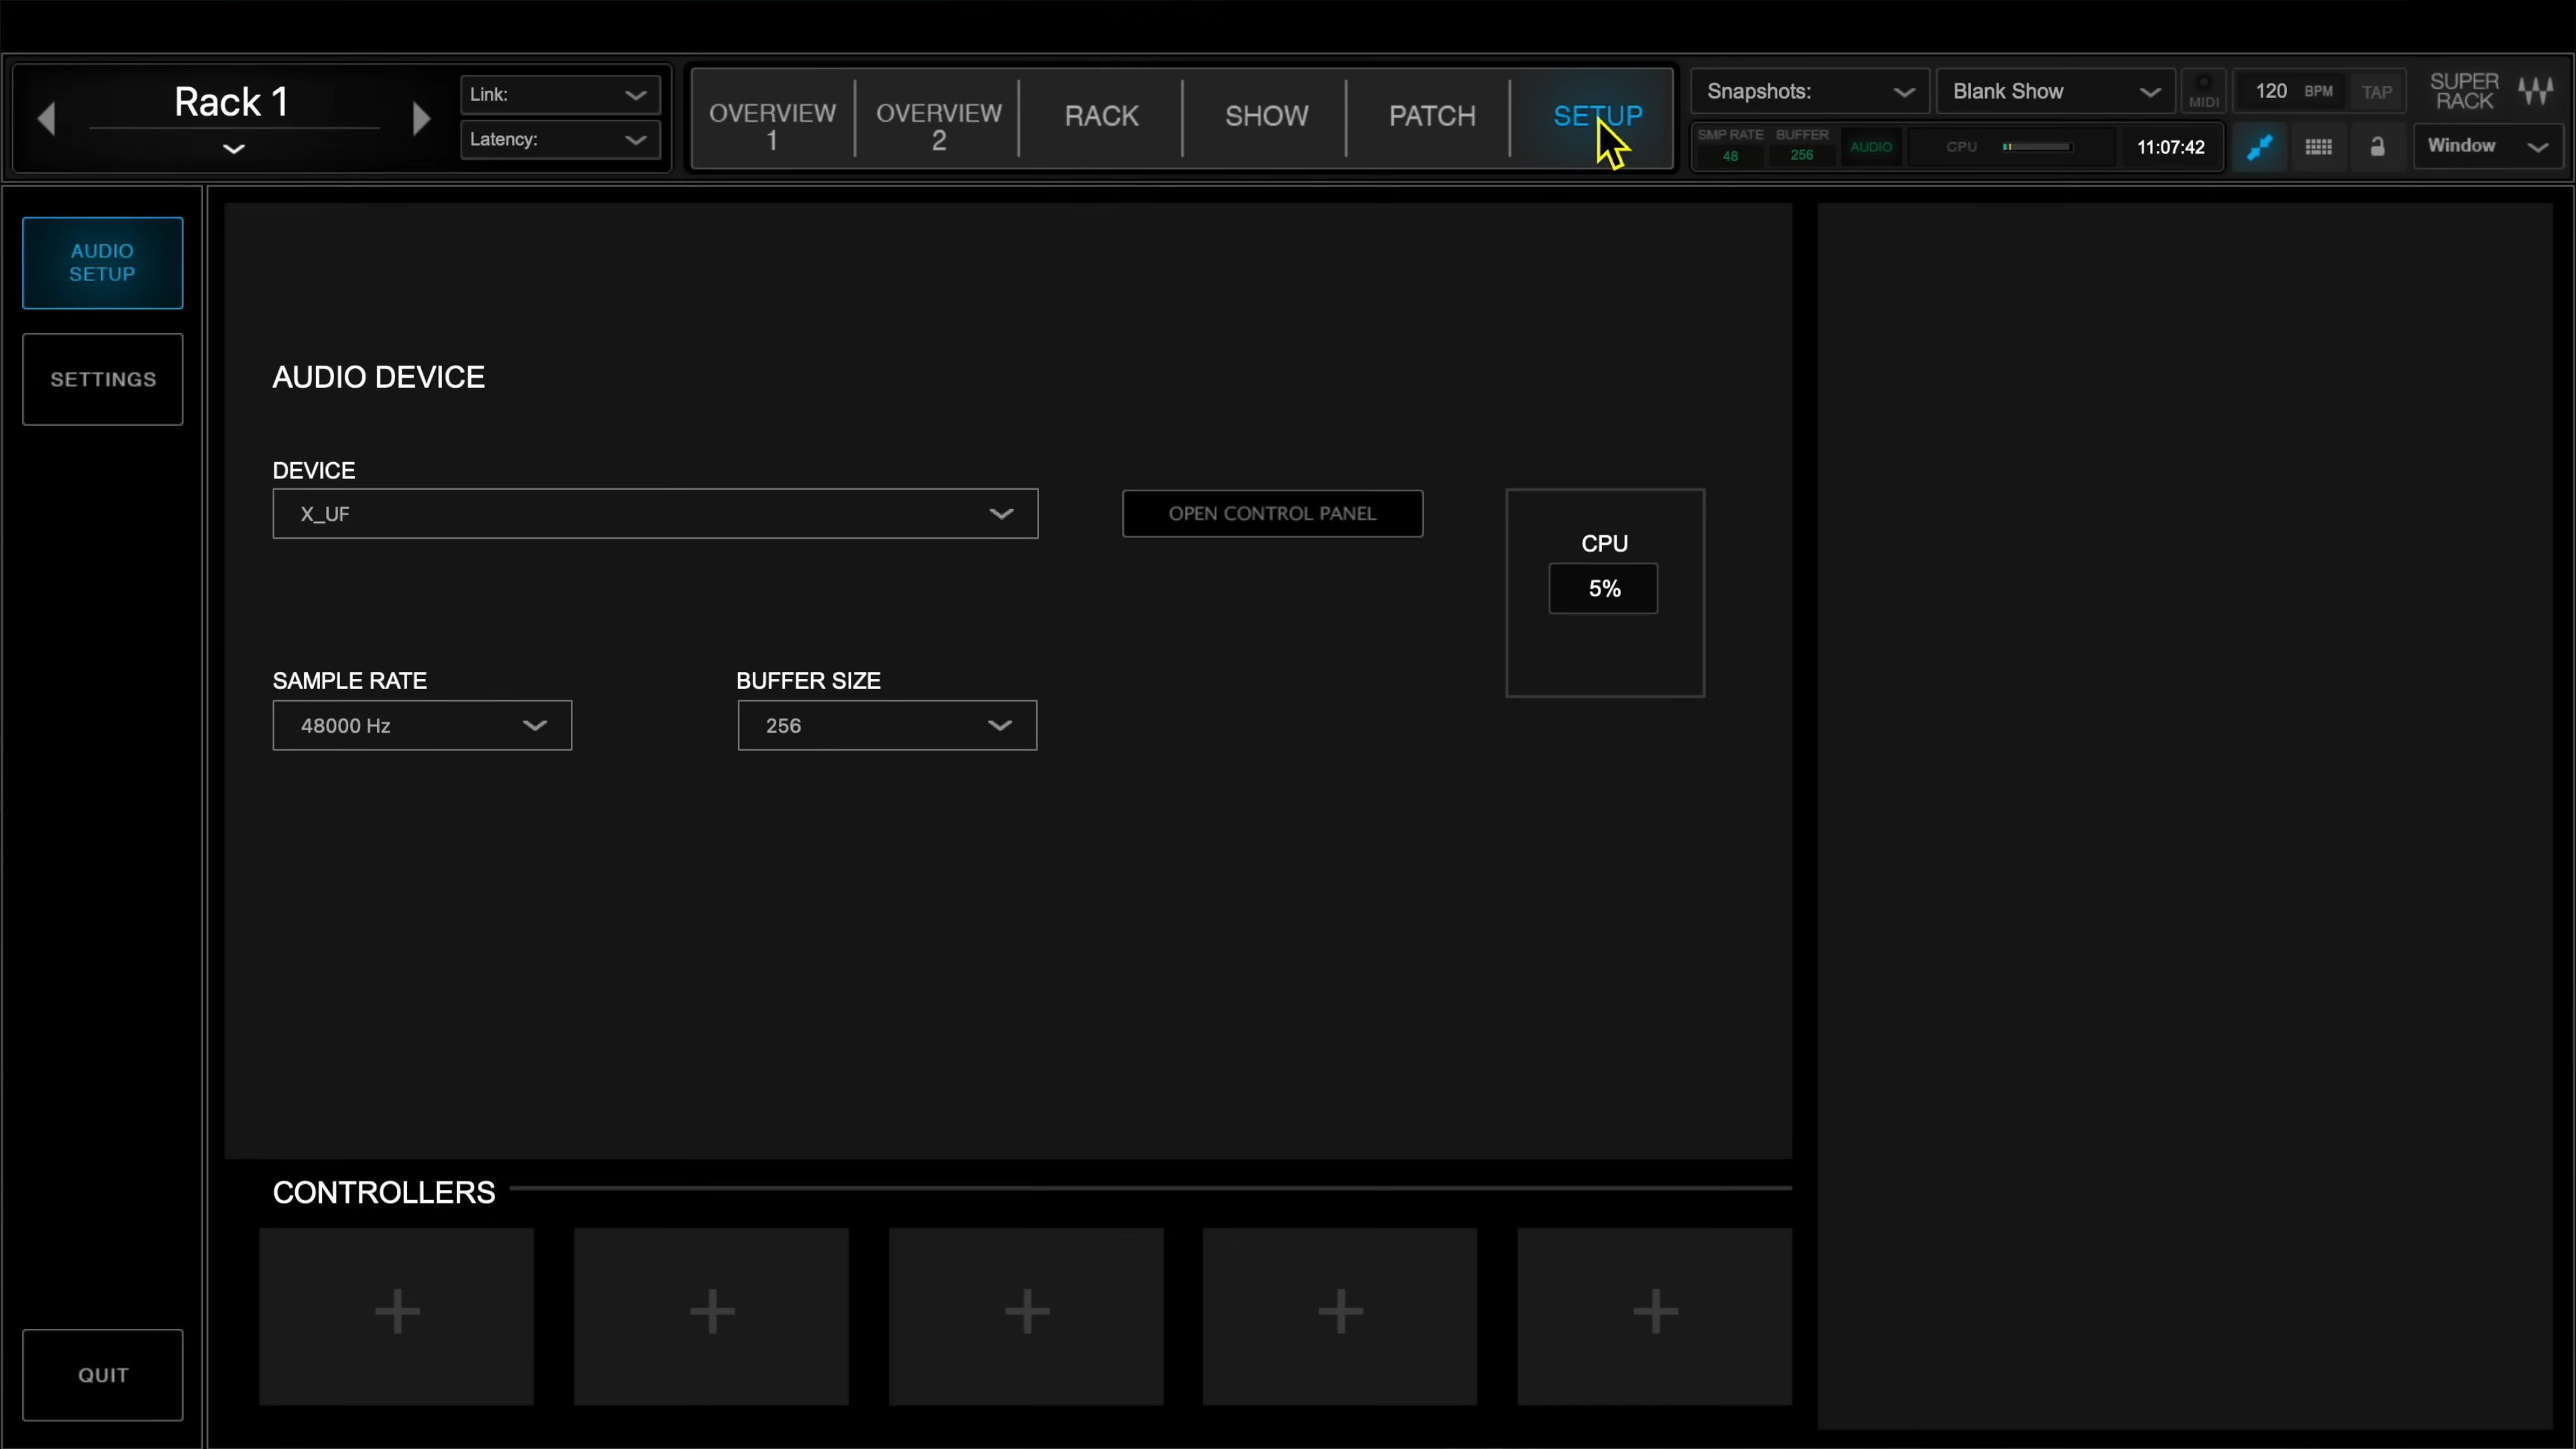 Rack 1
Link:
Latency:
OVERVIEW
1
OVERVIEW
2
RACK
SHOW
PATCH
SETUP
Snapshots:
Blank Show
MIDI
120 BPM
TAP
SUPER
RACK
SMP RATE
48
BUFFER
256
AUDIO
CPU
11:07:42
Window
AUDIO
SETUP
SETTINGS
QUIT
AUDIO DEVICE
DEVICE
X_UF
OPEN CONTROL PANEL
CPU
5%
SAMPLE RATE
48000 Hz
BUFFER SIZE
256
CONTROLLERS